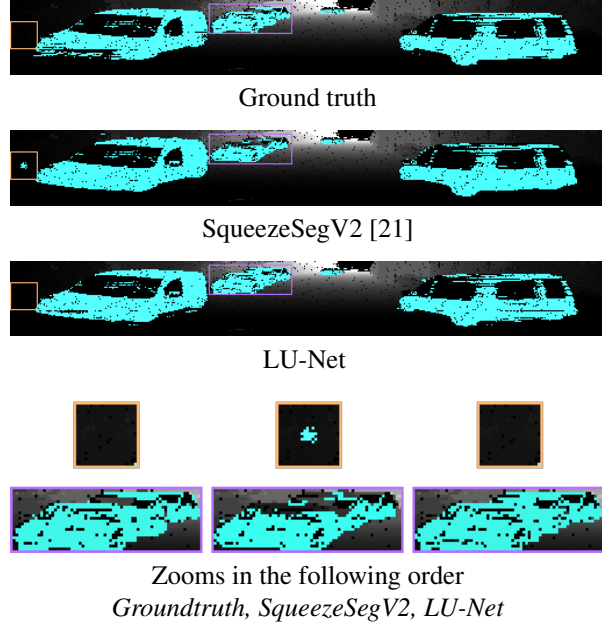 Ground truth
SqueezeSegV2 [21]
LU-Net
Zooms in the following order
Groundtruth, SqueezeSegV2, LU-Net